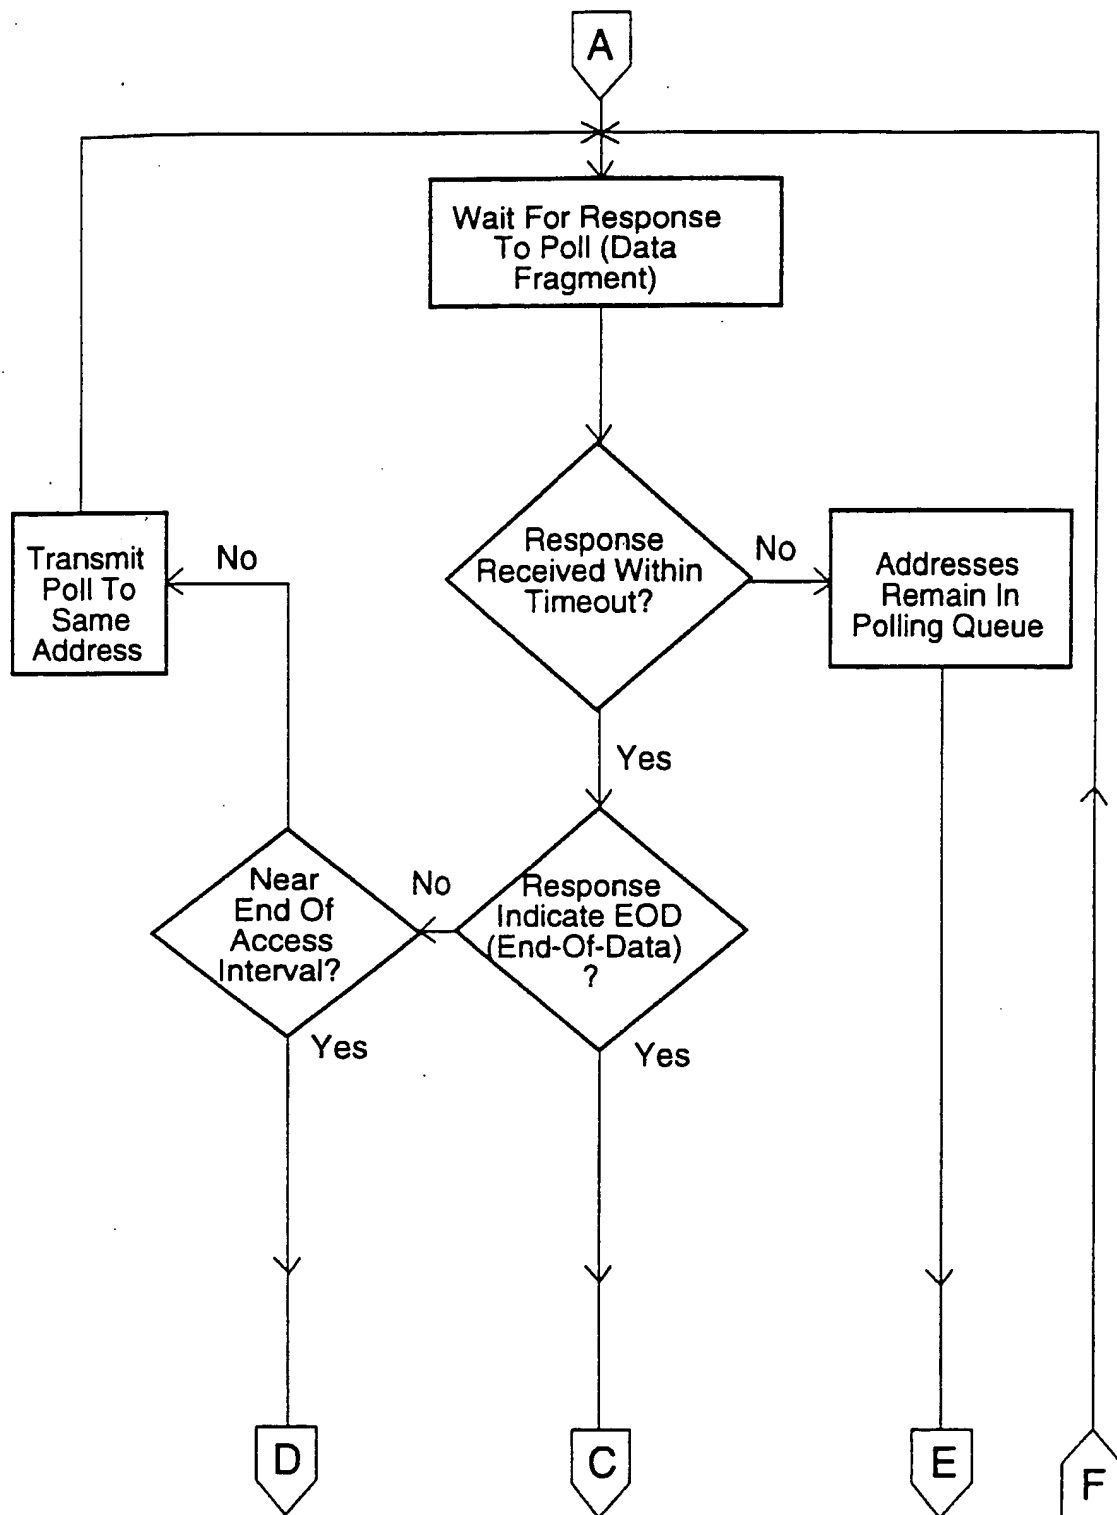 A
Wait For Response
To Poll (Data
Fragment)
Response
Received Within
Timeout?
No
Addresses
Remain In
Polling Queue
No
Transmit
Poll To
Same
Address
Yes
Response
Indicate EOD
(End-Of-Data)
?
No
Near
End Of
Access
Interval?
Yes
Yes
D
C
E
F